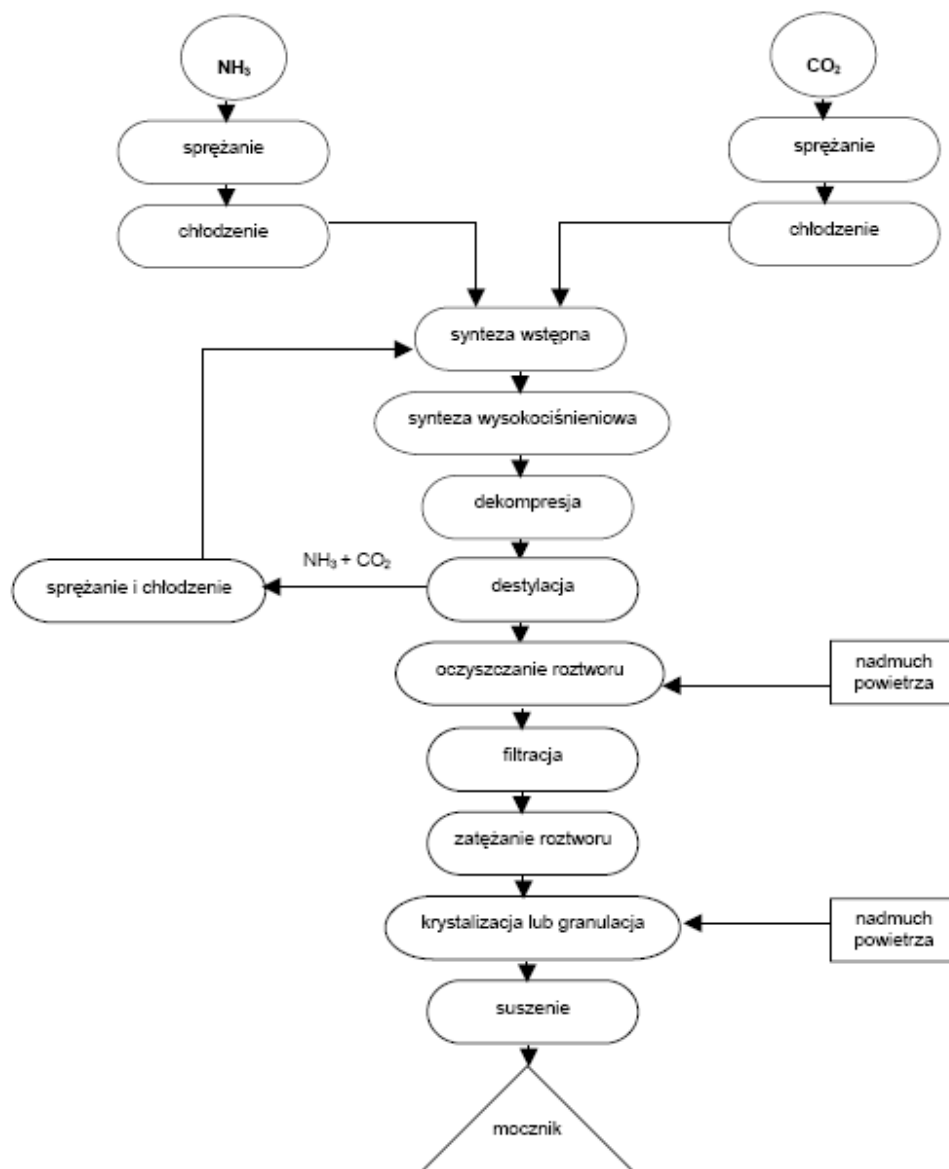 NH₃
CO₂
sprężanie
sprężanie
chłodzenie
chłodzenie
synteza wstępna
synteza wysokociśnieniowa
dekompresja
NH₃ + CO₂
sprężanie i chłodzenie
destylacja
oczyszczanie roztworu
nadmuch
powietrza
filtracja
zatężanie roztworu
krystalizacja lub granulacja
nadmuch
powietrza
suszenie
mocznik